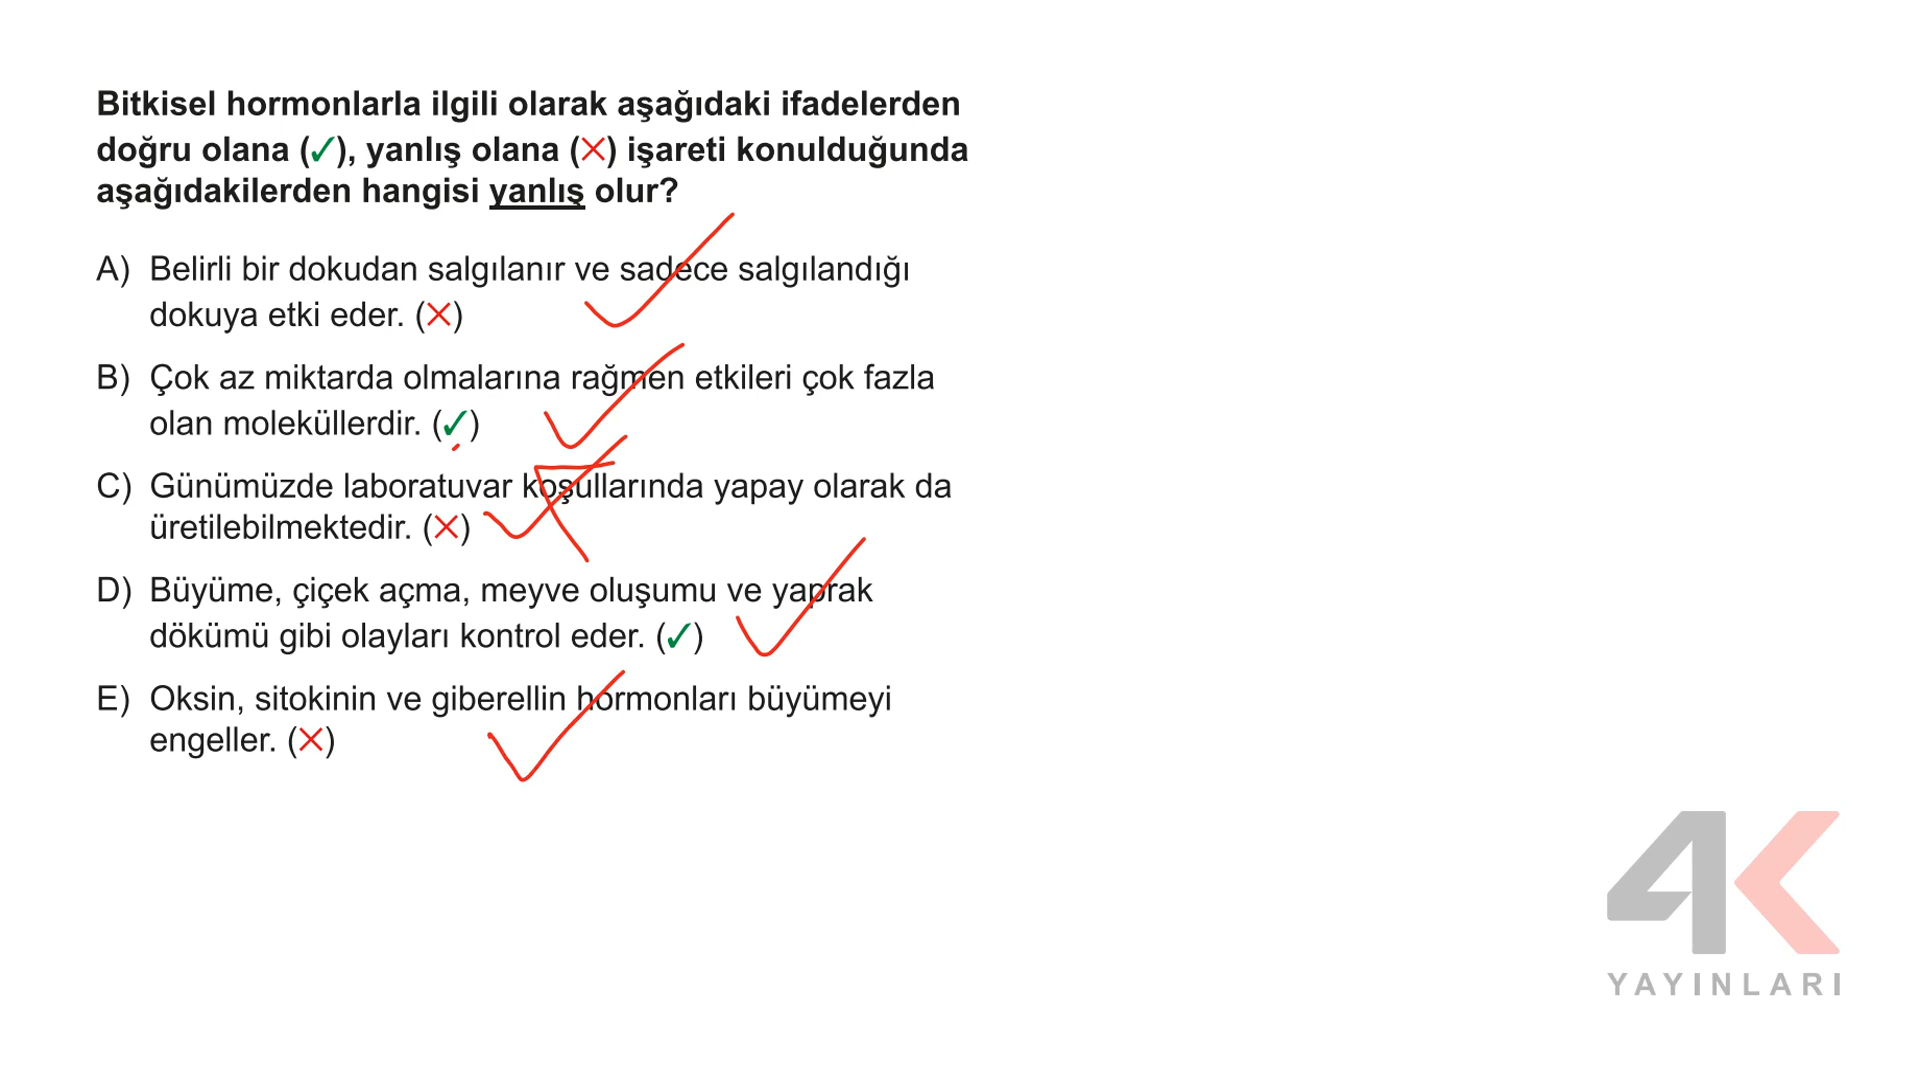 Bitkisel hormonlarla ilgili olarak aşağıdaki ifadelerden
doğru olana (✓), yanlış olana (✕) işareti konulduğunda
aşağıdakilerden hangisi yanlış olur?
A) Belirli bir dokudan salgılanır ve sadece salgılandığı
dokuya etki eder. (✕)
B) Çok az miktarda olmalarına rağmen etkileri çok fazla
olan moleküllerdir. (✓)
C) Günümüzde laboratuvar koşullarında yapay olarak da
üretilebilmektedir. (✕)
D) Büyüme, çiçek açma, meyve oluşumu ve yaprak
dökümü gibi olayları kontrol eder. (✓)
E) Oksin, sitokinin ve giberellin hormonları büyümeyi
engeller. (✕)
4K
YAYINLARI